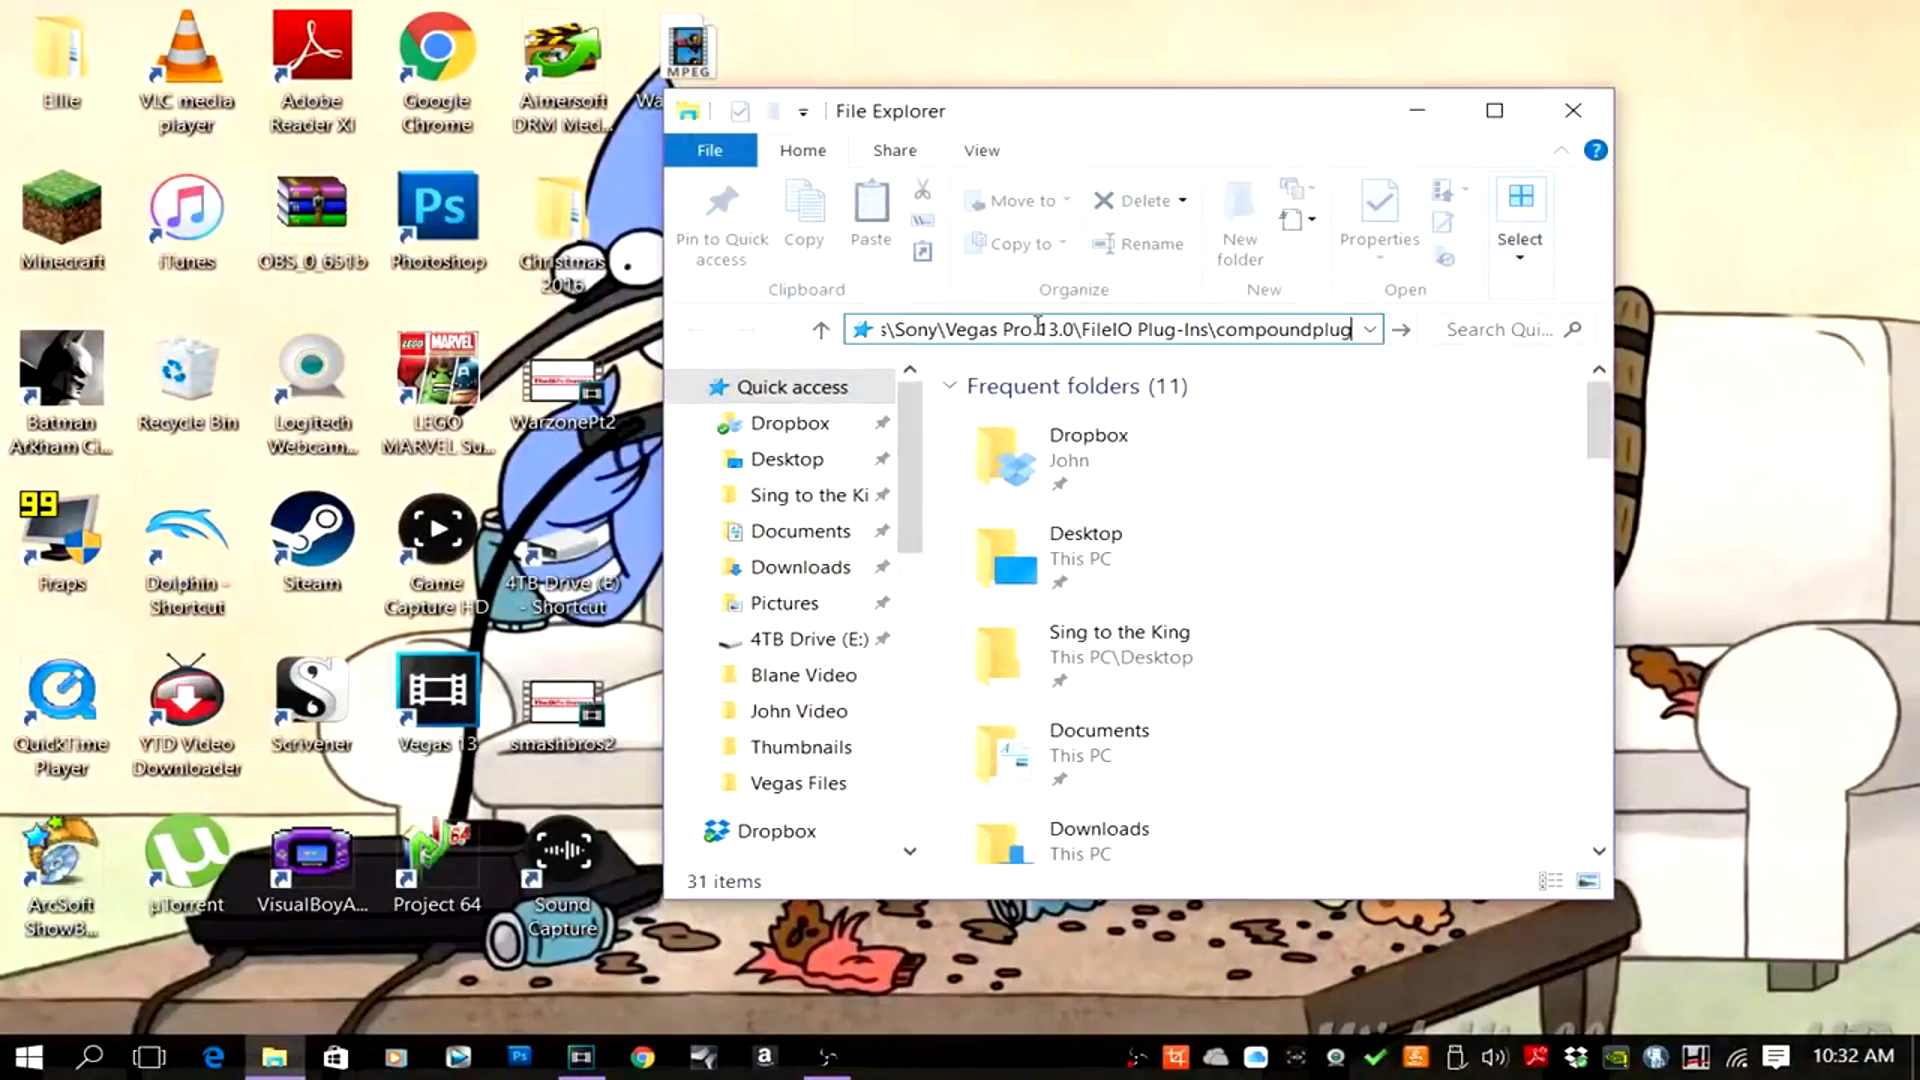 Ellie
VLC media
player
Adobe
Reader XI
Google
Chrome
Aimersoft
DRM Med...
MPEG
Wa
Minecraft
iTunes
OBS_0_651b
Photoshop
Christmas
2016
Batman
Arkham Ci...
Recycle Bin
Logitech
Webcam...
LEGO
MARVEL Su...
WarzonePt2
99
Fraps
Dolphin -
Shortcut
Steam
Game
Capture HD
4TB Drive (E)
- Shortcut
QuickTime
Player
YTD Video
Downloader
Scrivener
Vegas 13
smashbros2
ArcSoft
ShowB...
µTorrent
VisualBoyA...
Project 64
Sound
Capture
File Explorer
File
Home
Share
View
Pin to Quick
access
Copy
Paste
Move to
Copy to
Delete
Rename
New
folder
Properties
Select
Clipboard
Organize
New
Open
s\Sony\Vegas Pro 13.0\FileIO Plug-Ins\compoundplug
Search Qui...
Quick access
Dropbox
Desktop
Sing to the Ki
Documents
Downloads
Pictures
4TB Drive (E:)
Blane Video
John Video
Thumbnails
Vegas Files
Dropbox
Frequent folders (11)
Dropbox
John
Desktop
This PC
Sing to the King
This PC\Desktop
Documents
This PC
Downloads
This PC
31 items
10:32 AM